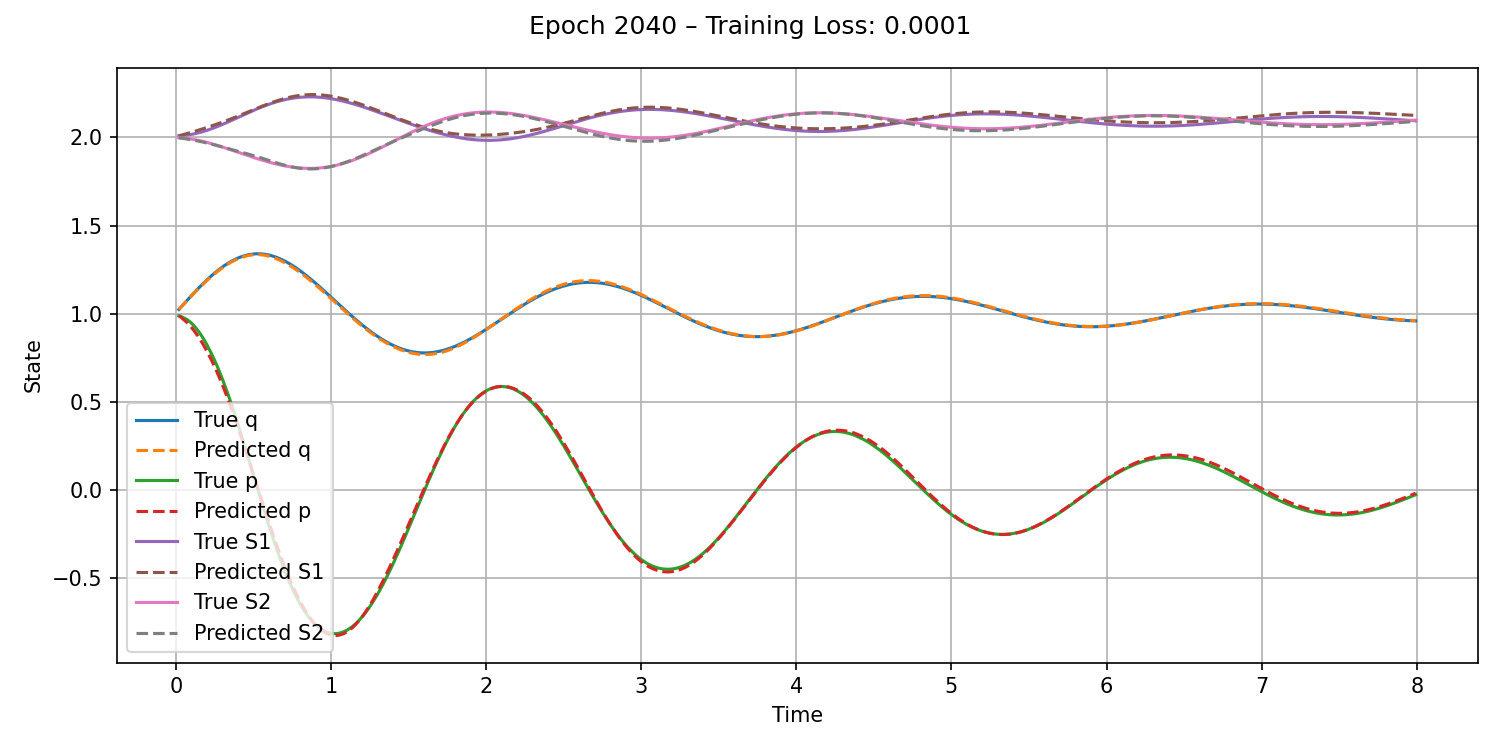 Epoch 2040 – Training Loss: 0.0001
State
2.0
1.5
1.0
0.5
0.0
−0.5
True q
Predicted q
True p
Predicted p
True S1
Predicted S1
True S2
Predicted S2
0 1 2 3 4 5 6 7 8
Time